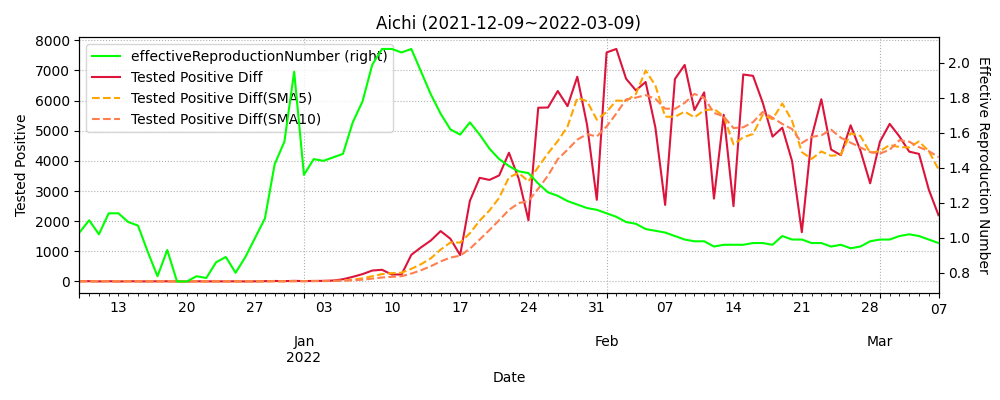 Aichi (2021-12-09~2022-03-09)
effectiveReproductionNumber (right)
Tested Positive Diff
Tested Positive Diff(SMA5)
Tested Positive Diff(SMA10)
8000
7000
6000
5000
4000
3000
2000
1000
0
Tested Positive
2.0
1.8
1.6
1.4
1.2
1.0
0.8
Effective Reproduction Number
13 20 27 03 10 17 24 31 07 14 21 28 07
Jan Feb Mar
2022
Date